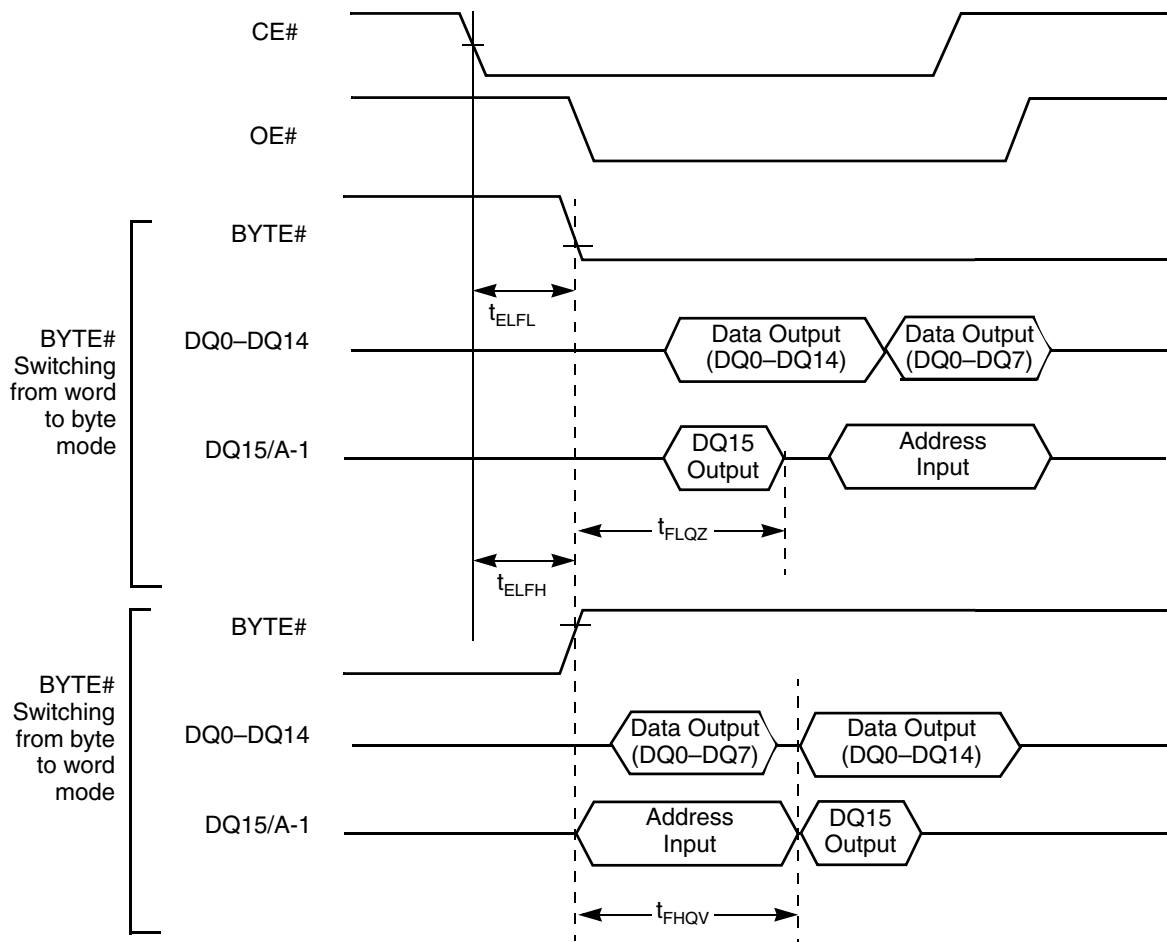 CE#
OE#
BYTE#
tELFL
BYTE#
Switching
from word
to byte
mode
DQ0–DQ14
Data Output
(DQ0–DQ14)
Data Output
(DQ0–DQ7)
DQ15/A-1
DQ15
Output
Address
Input
tFLQZ
tELFH
BYTE#
BYTE#
Switching
from byte
to word
mode
DQ0–DQ14
Data Output
(DQ0–DQ7)
Data Output
(DQ0–DQ14)
DQ15/A-1
Address
Input
DQ15
Output
tFHQV